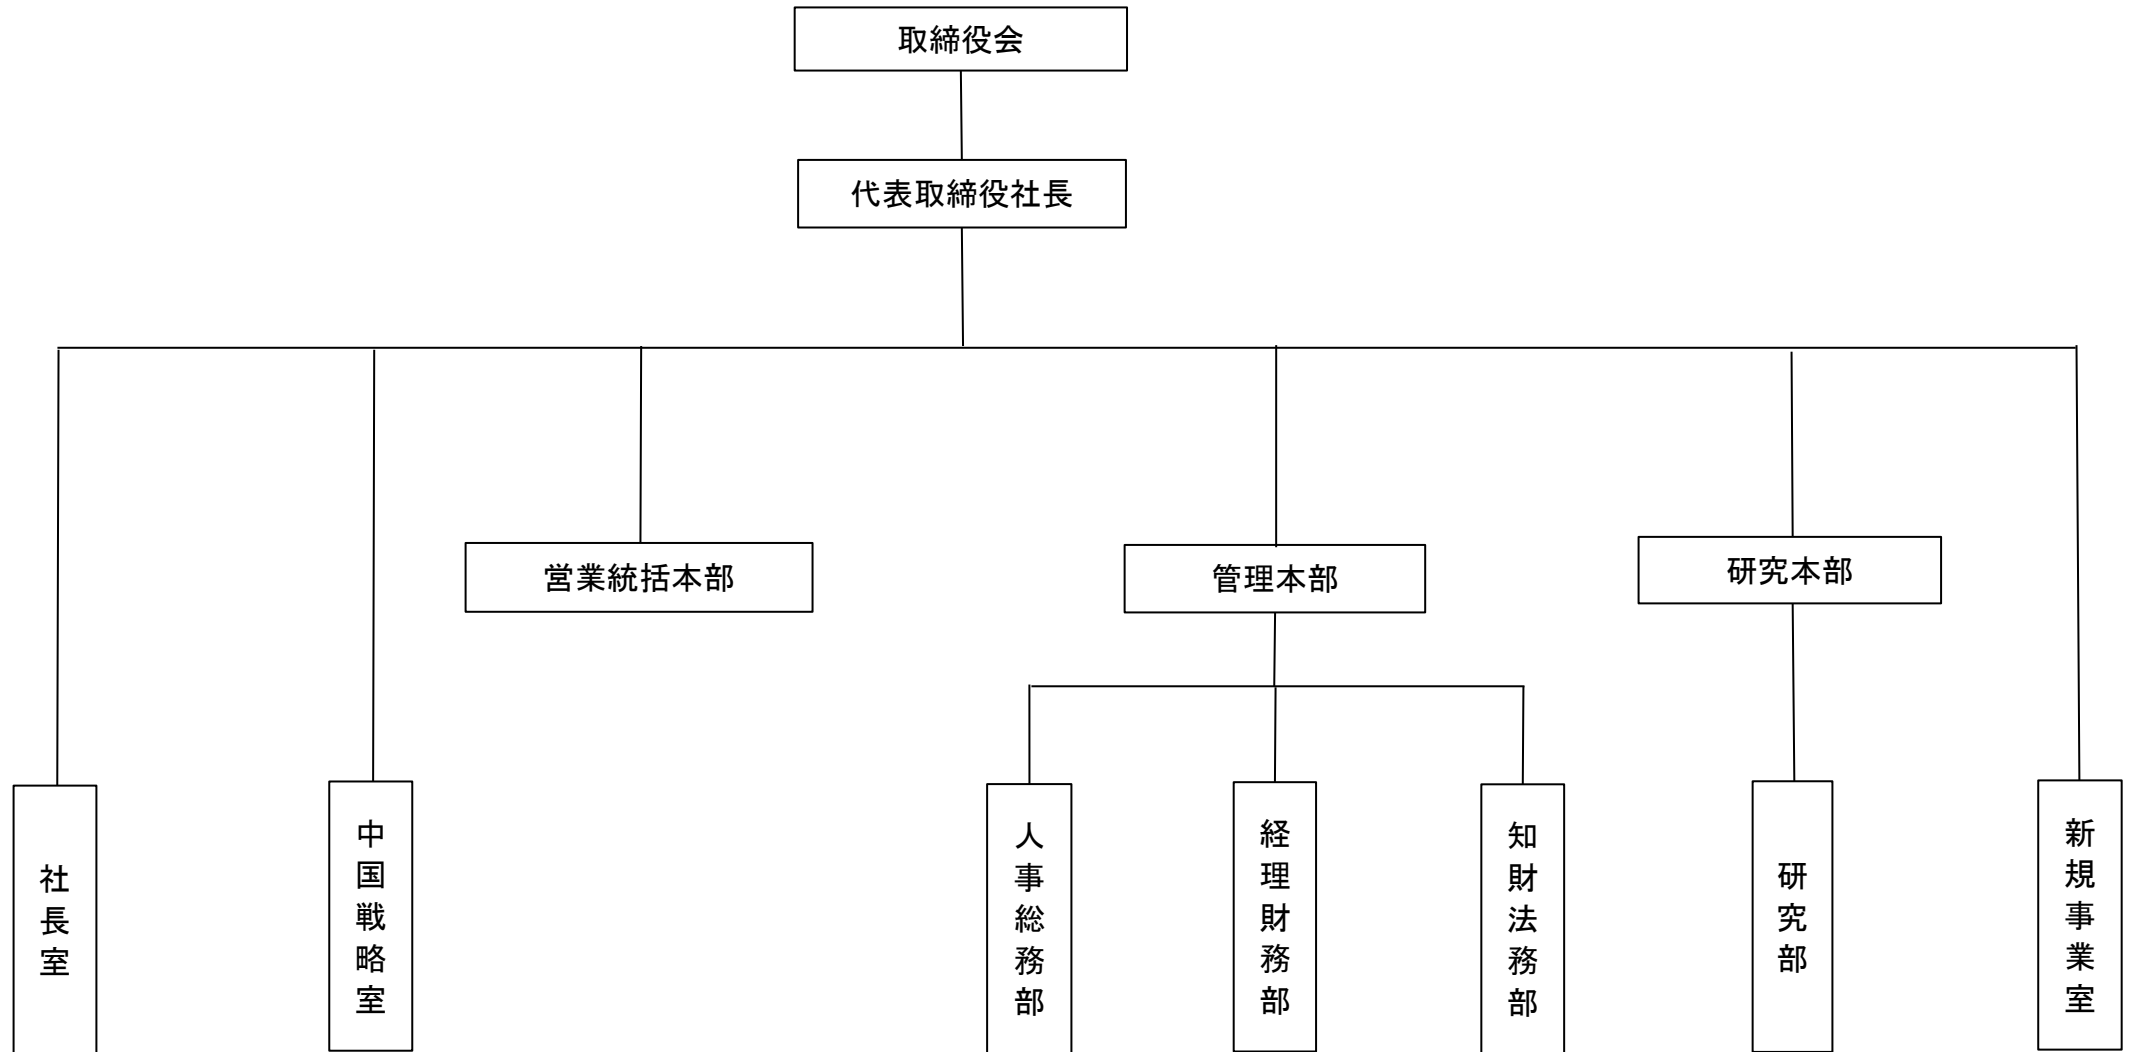 取締役会
代表取締役社長
営業統括本部
管理本部
研究本部
社長室
中国戦略室
人事総務部
経理財務部
知財法務部
研究部
新規事業室